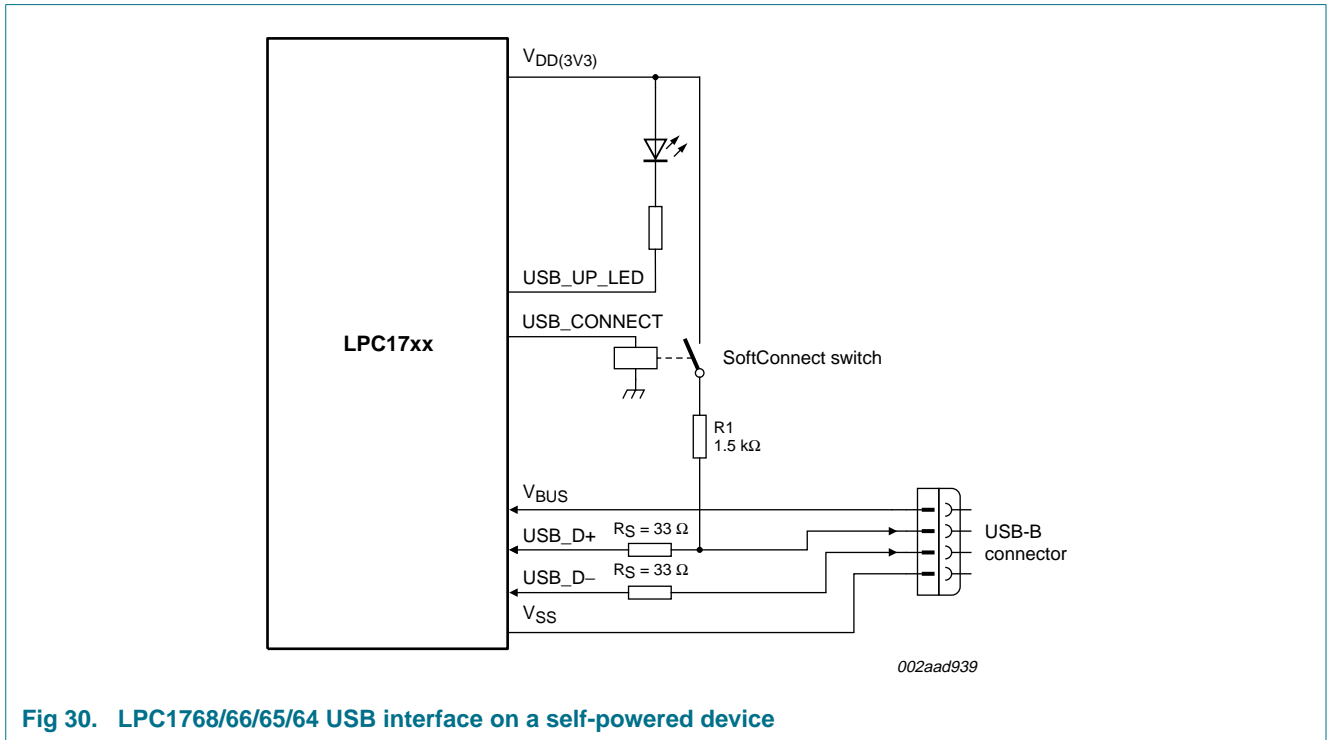 VDD(3V3)
USB_UP_LED
USB_CONNECT
LPC17xx
SoftConnect switch
R1
1.5 kΩ
VBUS
USB_D+
RS = 33 Ω
USB-B
connector
USB_D−
RS = 33 Ω
VSS
002aad939
Fig 30. LPC1768/66/65/64 USB interface on a self-powered device